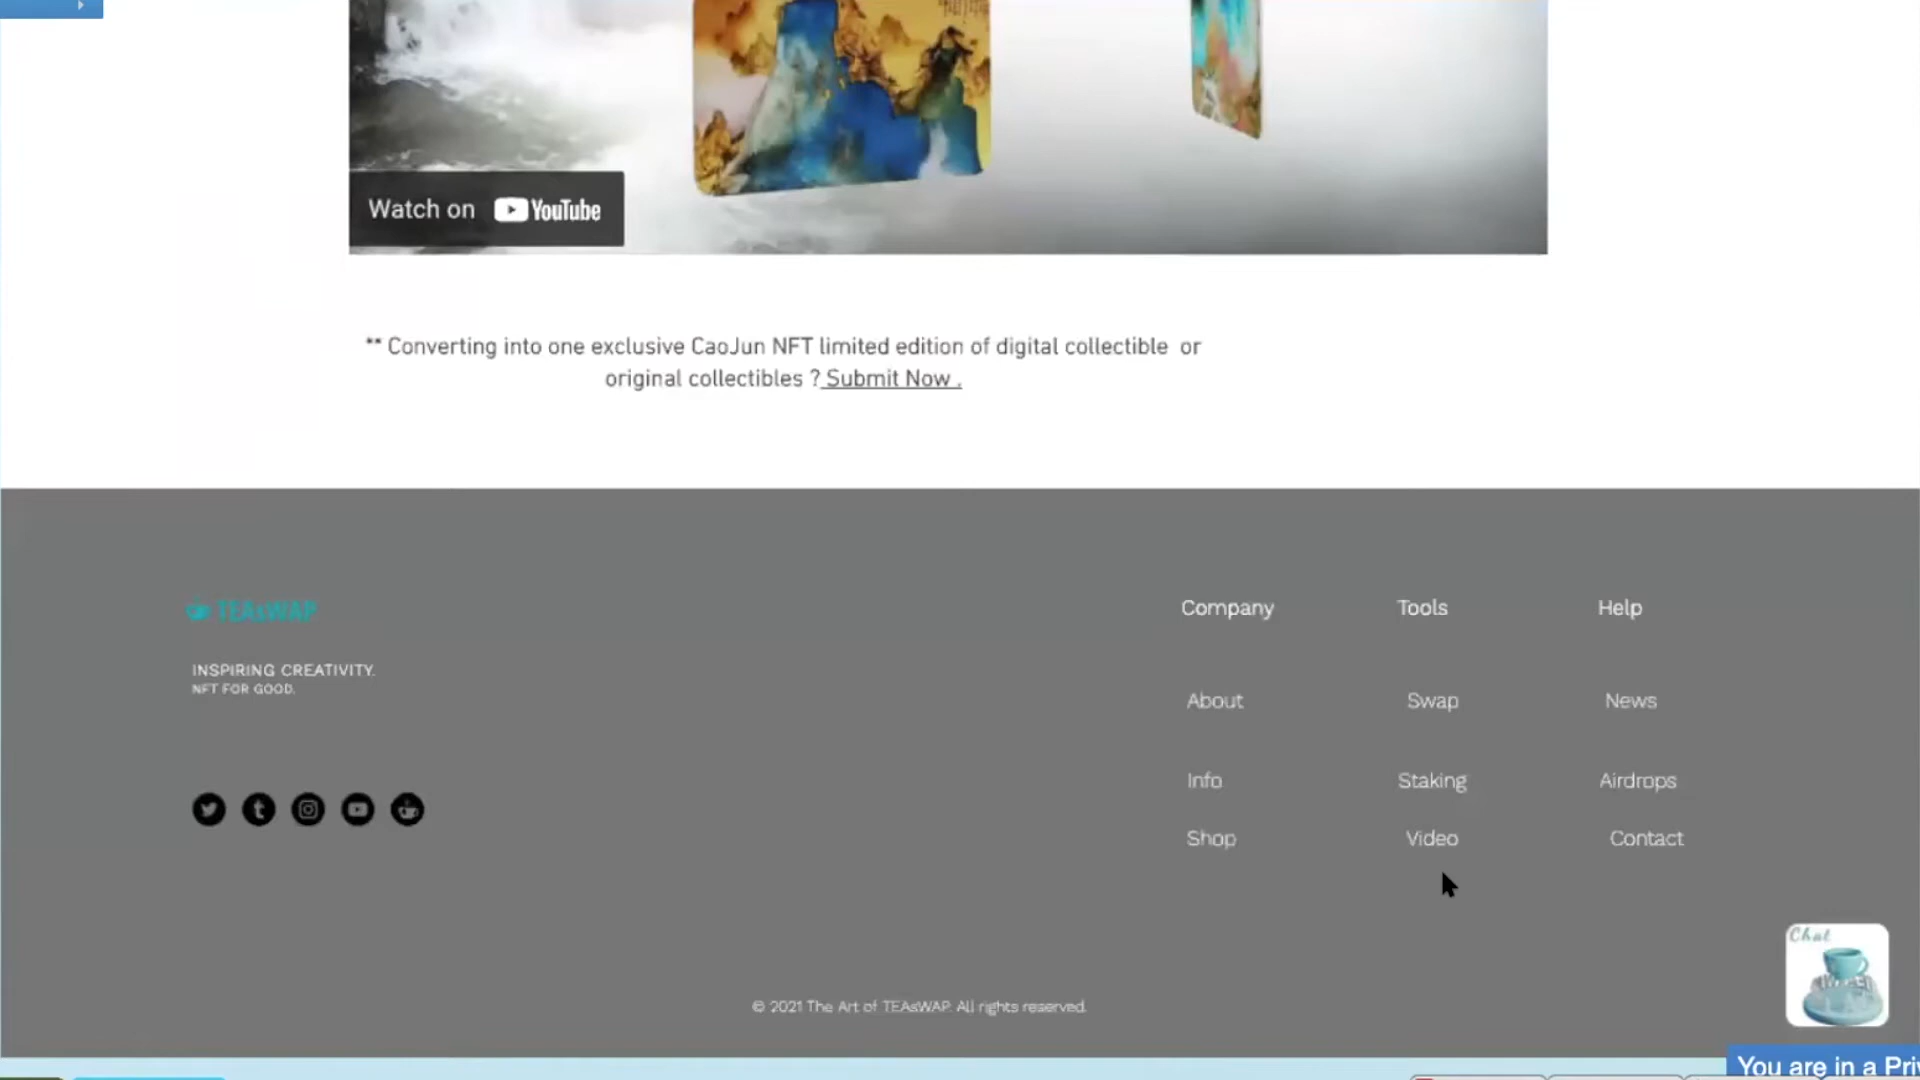 Watch on YouTube
** Converting into one exclusive CaoJun NFT limited edition of digital collectible or
original collectibles ? Submit Now .
TEAsWAP
INSPIRING CREATIVITY.
NFT FOR GOOD.
Company Tools Help
About Swap News
Info Staking Airdrops
Shop Video Contact
Chat
© 2021 The Art of TEAsWAP. All rights reserved.
You are in a Pri